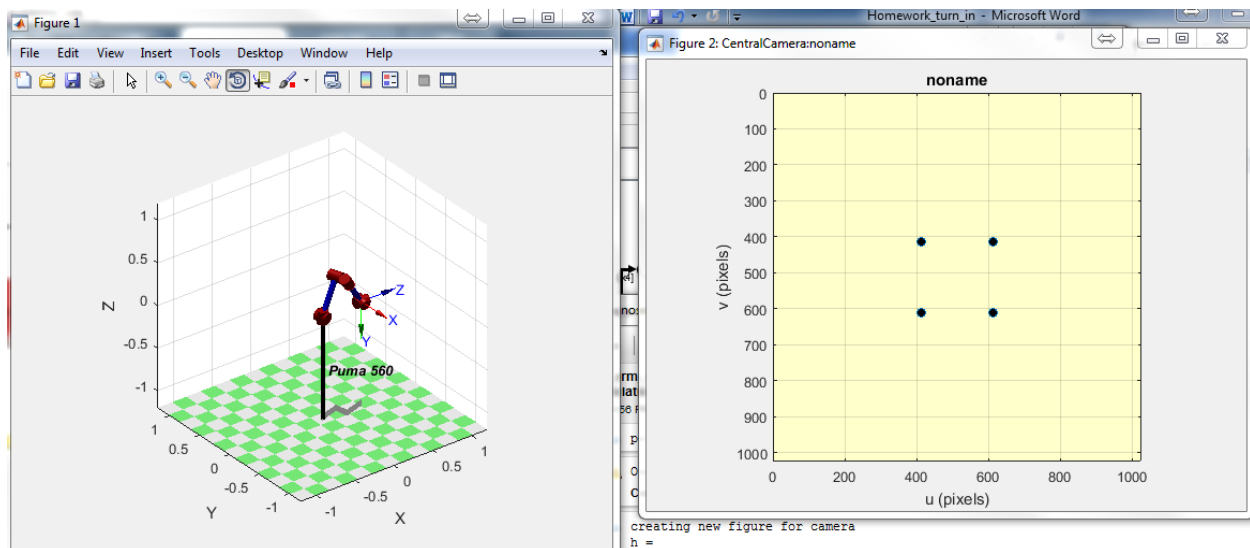 Figure 1
File Edit View Insert Tools Desktop Window Help
1
0.5
0
-0.5
-1
Z
Z
X
Y
Puma 560
1
0.5
0
-0.5
-1
Y
-1
-0.5
0
0.5
1
X
Homework_turn_in - Microsoft Word
Figure 2: CentralCamera:noname
noname
0
100
200
300
400
500
600
700
800
900
1000
v (pixels)
0 200 400 600 800 1000
u (pixels)
creating new figure for camera
h =